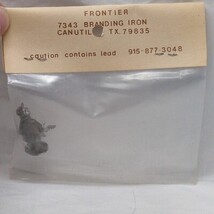 FRONTIER
7343 BRANDING IRON
CANUTILLO TX. 79835
caution contains lead 915-877-3048